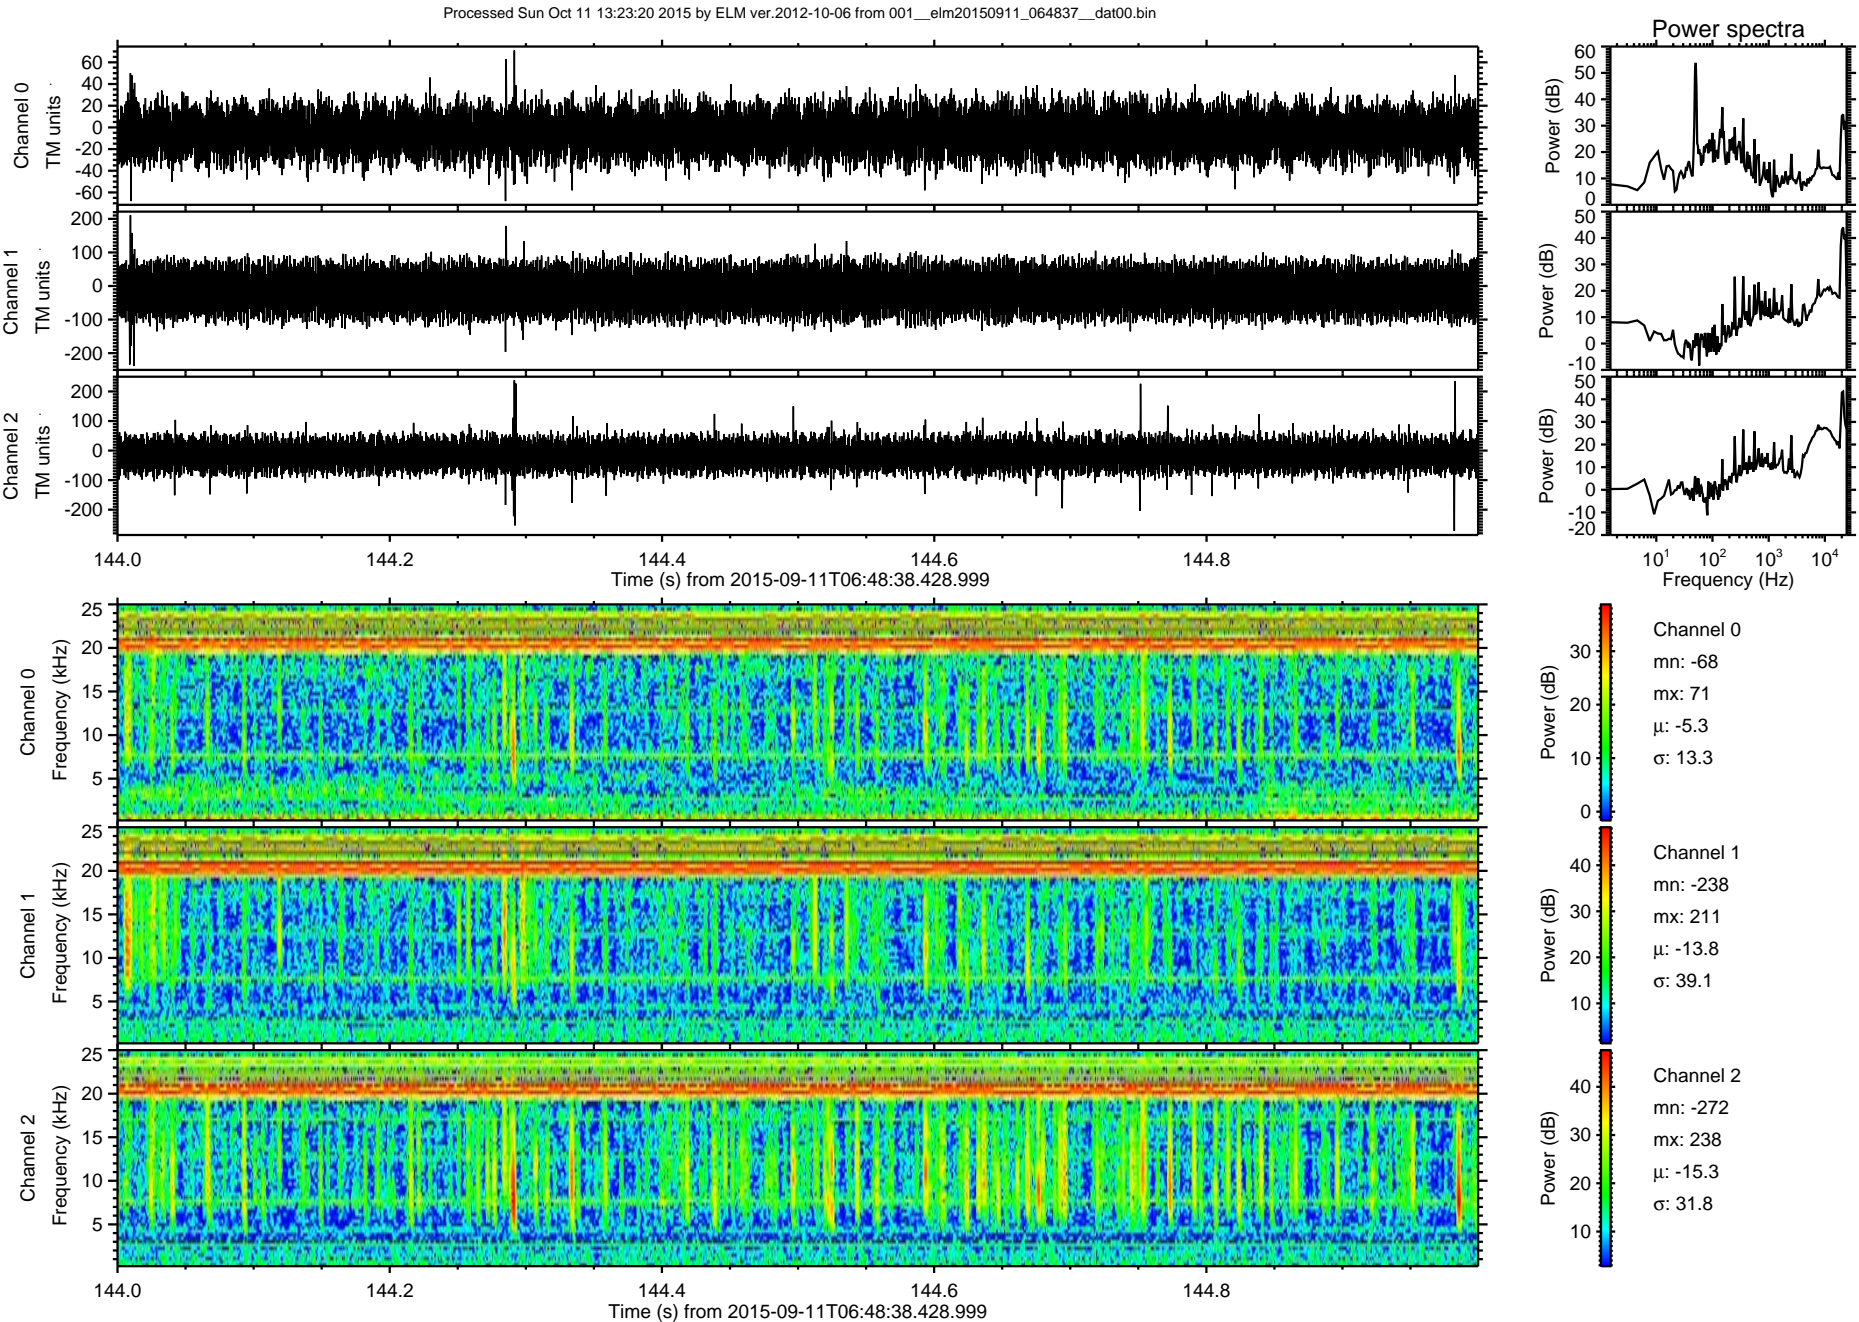 Processed Sun Oct 11 13:23:20 2015 by ELM ver.2012-10-06 from 001__elm20150911_064837__dat00.bin
Power spectra
Channel 0
TM units
60
40
20
0
-20
-40
-60
Power (dB)
60
50
40
30
20
10
0
Channel 1
TM units
200
100
0
-100
-200
Power (dB)
50
40
30
20
10
0
-10
Channel 2
TM units
200
100
0
-100
-200
Power (dB)
50
40
30
20
10
0
-10
-20
144.0 144.2 144.4 144.6 144.8
Time (s) from 2015-09-11T06:48:38.428.999
10¹ 10² 10³ 10⁴
Frequency (Hz)
Channel 0
Frequency (kHz)
25
20
15
10
5
Power (dB)
30
20
10
0
Channel 0
mn: -68
mx: 71
μ: -5.3
σ: 13.3
Channel 1
Frequency (kHz)
25
20
15
10
5
Power (dB)
40
30
20
10
Channel 1
mn: -238
mx: 211
μ: -13.8
σ: 39.1
Channel 2
Frequency (kHz)
25
20
15
10
5
Power (dB)
40
30
20
10
Channel 2
mn: -272
mx: 238
μ: -15.3
σ: 31.8
144.0 144.2 144.4 144.6 144.8
Time (s) from 2015-09-11T06:48:38.428.999